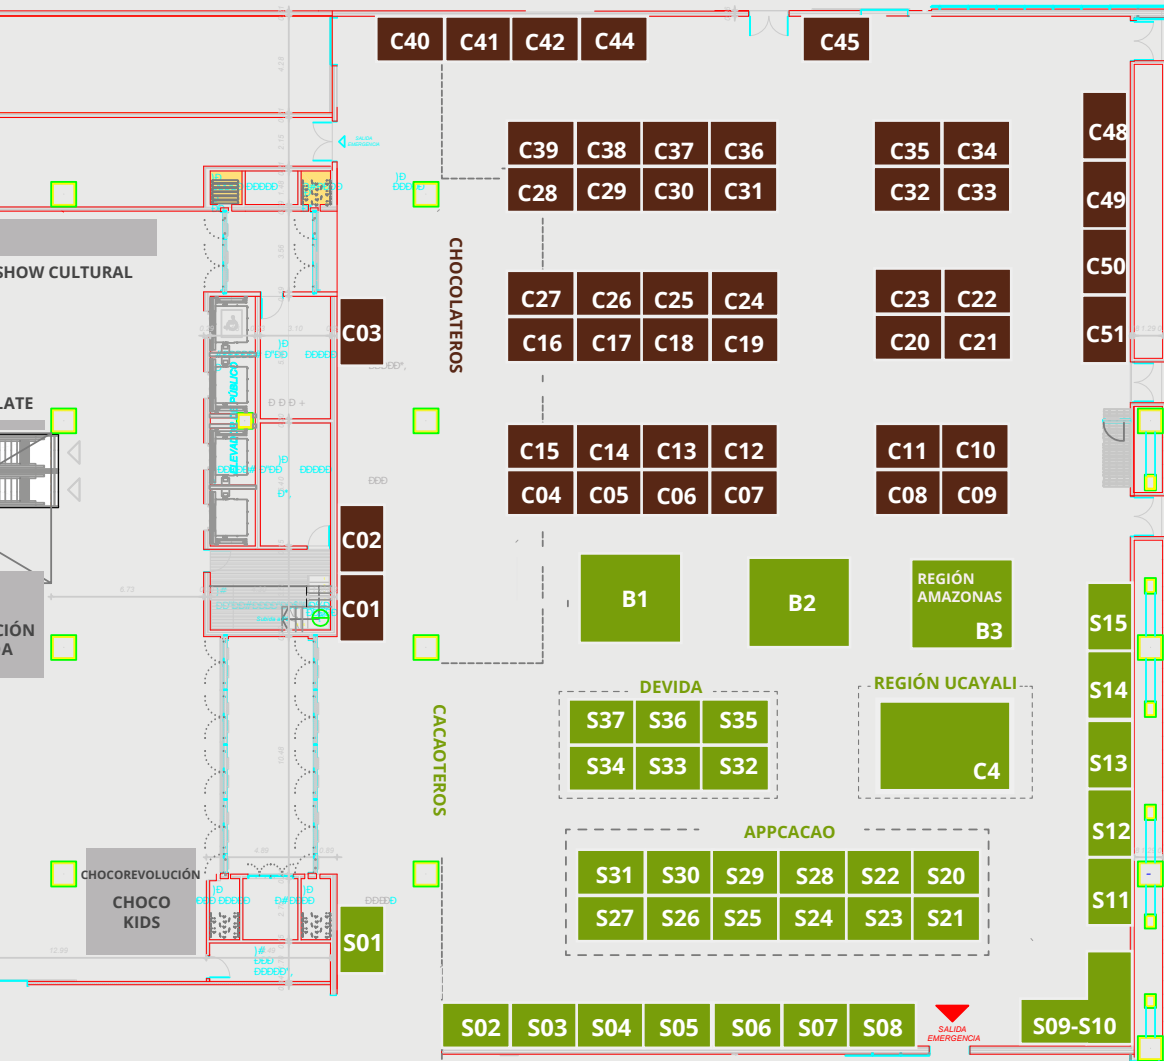 C40 C41 C42 C44 C45
SALIDA
EMERGENCIA
C48
C39 C38 C37 C36 C35 C34
C28 C29 C30 C31 C32 C33
C49
SHOW CULTURAL
CHOCOLATEROS
C50
C27 C26 C25 C24 C23 C22
C03
C16 C17 C18 C19 C20 C21
C51
LATE
C15 C14 C13 C12 C11 C10
C04 C05 C06 C07 C08 C09
C02
C01
B1
B2
REGIÓN
AMAZONAS
B3
S15
CIÓN
DA
DEVIDA
REGIÓN UCAYALI
S14
S37 S36 S35
S34 S33 S32
C4
S13
CACAOTEROS
APPCACAO
S12
CHOCOREVOLUCIÓN
CHOCO
KIDS
S31 S30 S29 S28 S22 S20
S27 S26 S25 S24 S23 S21
S11
S01
S02 S03 S04 S05 S06 S07 S08
SALIDA
EMERGENCIA
S09-S10